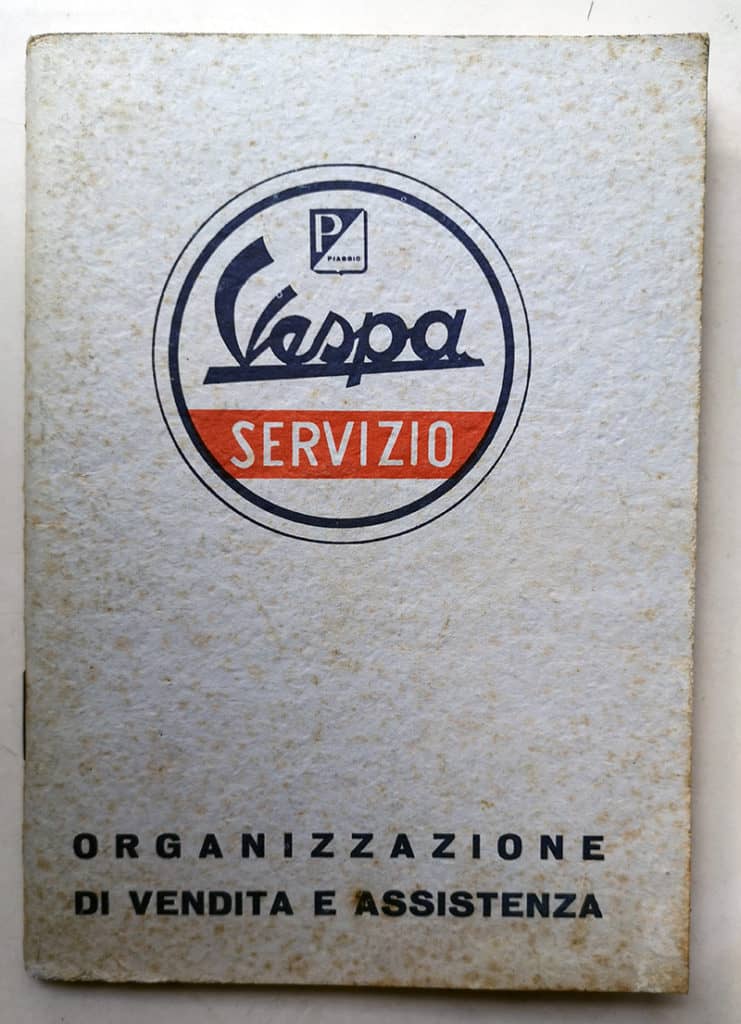 P
PIAGGIO
Vespa
SERVIZIO
ORGANIZZAZIONE
DI VENDITA E ASSISTENZA